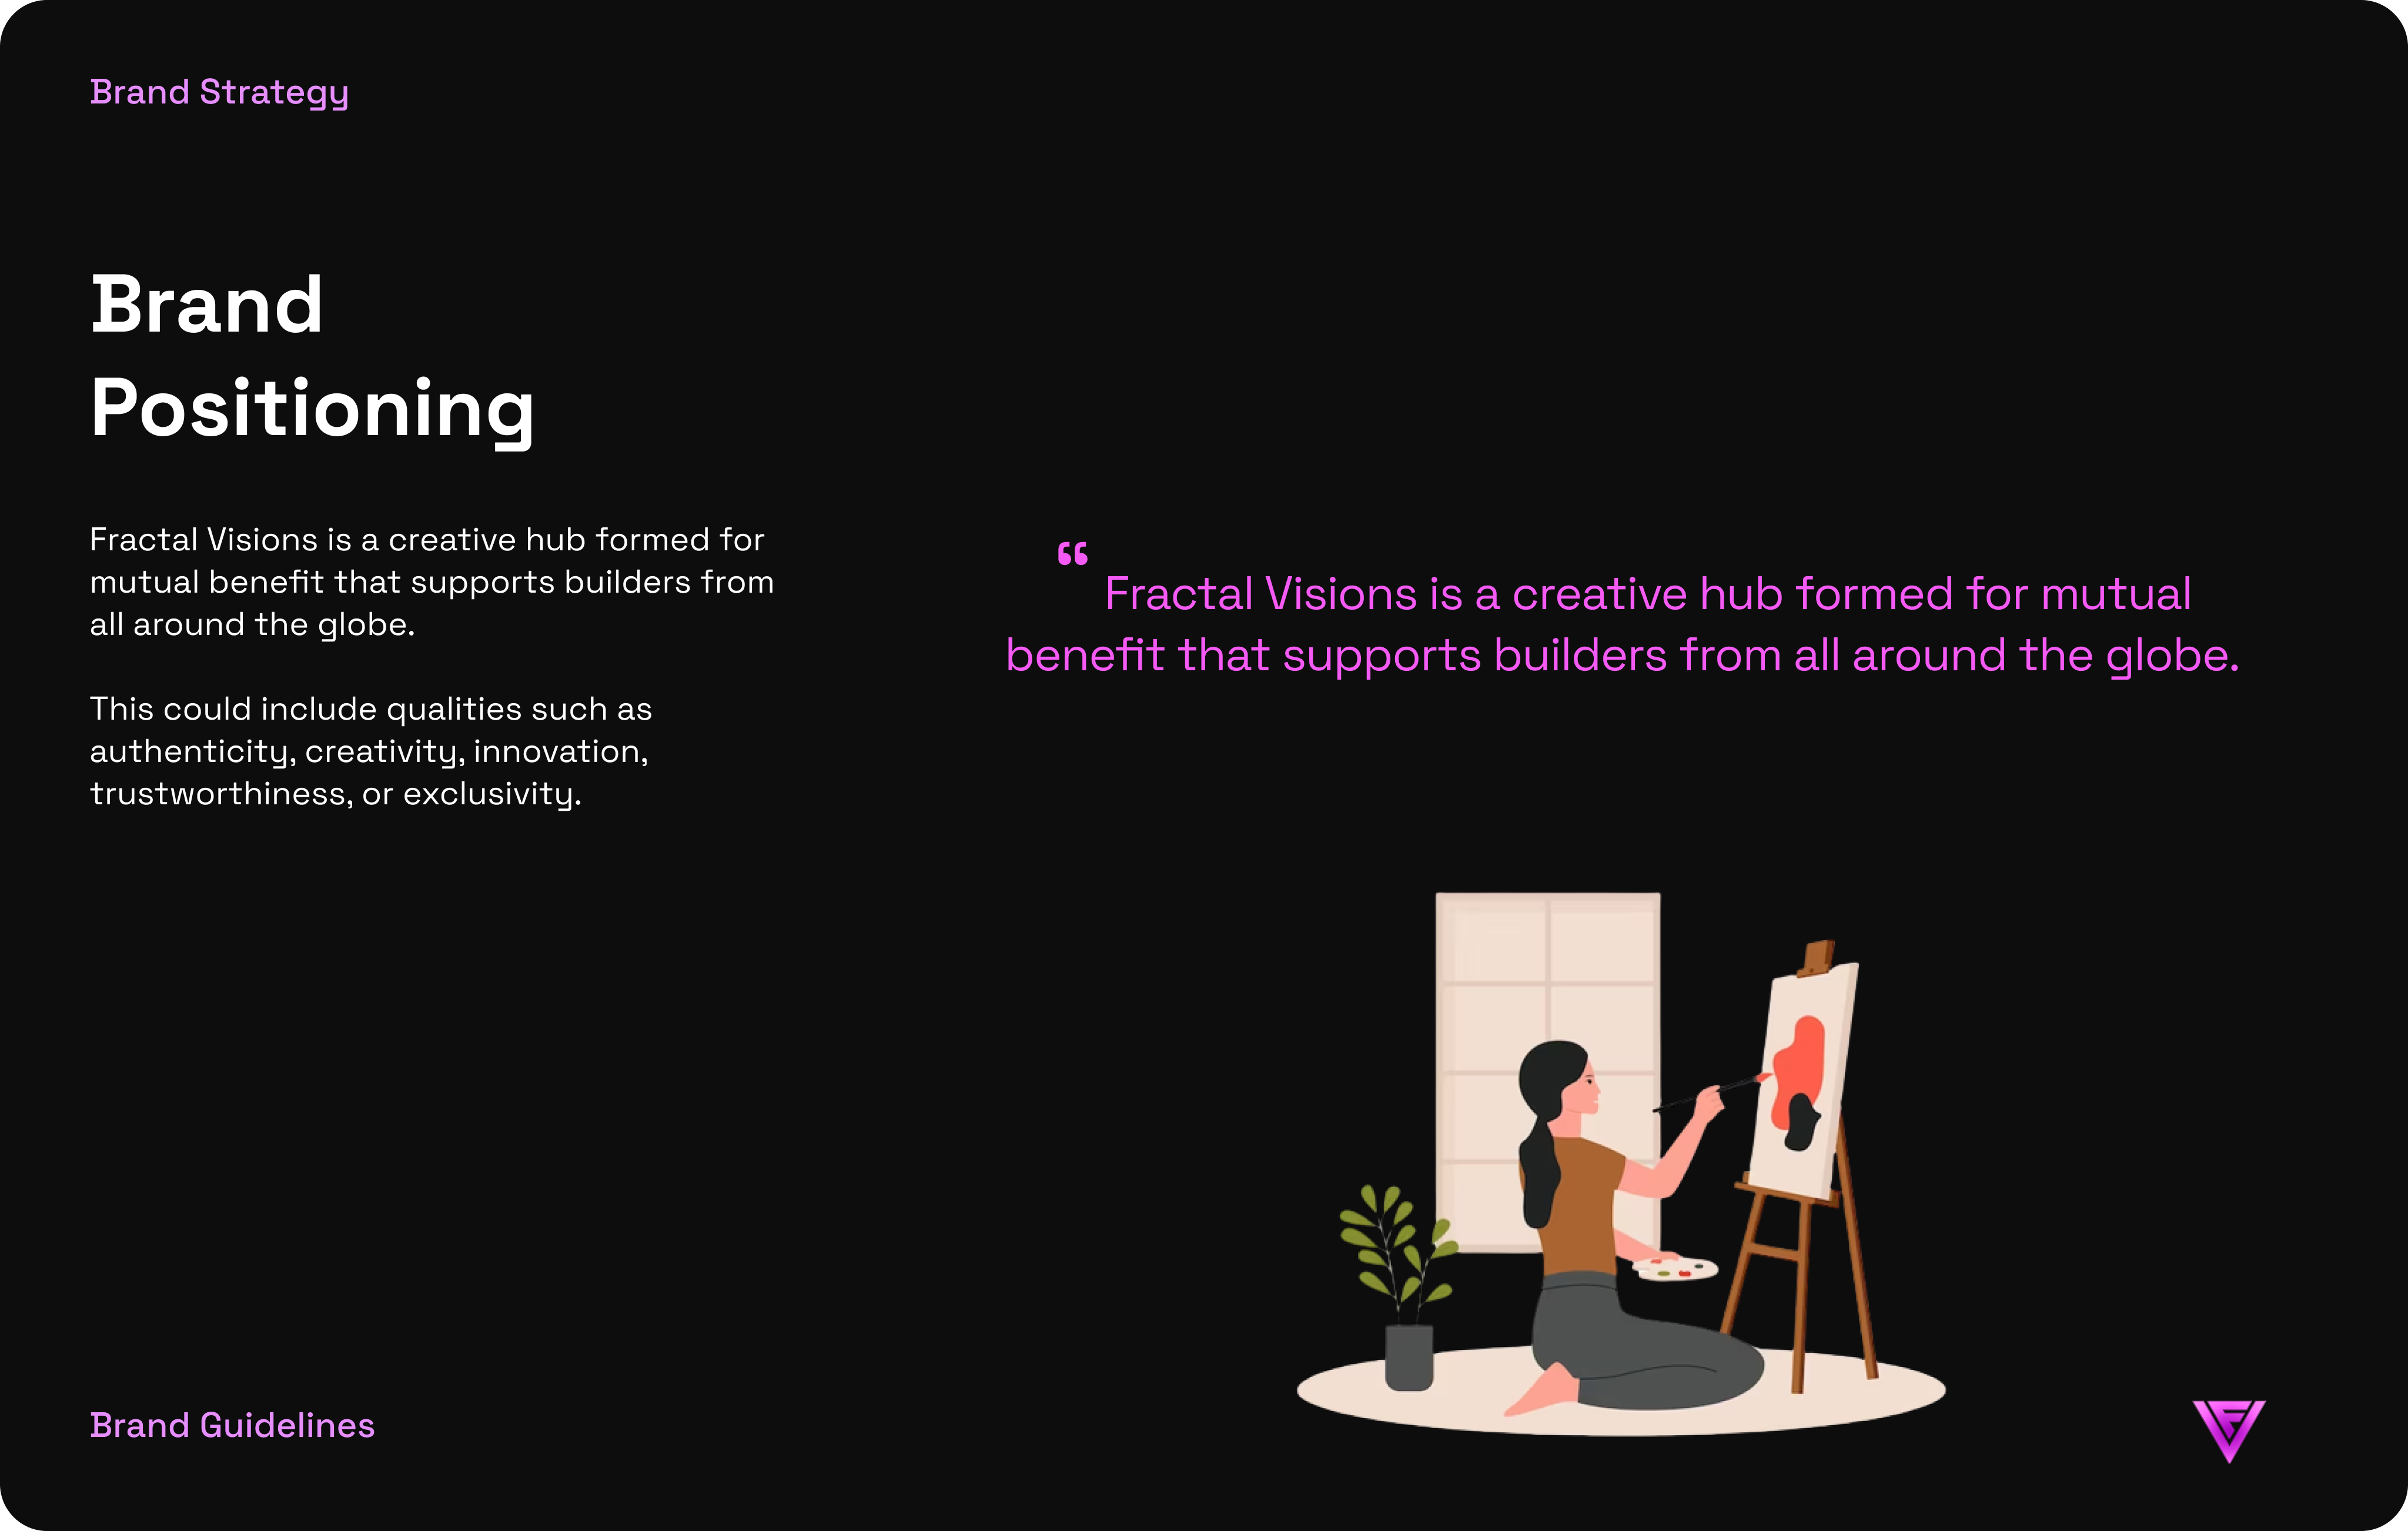 Brand Strategy
Brand
Positioning
Fractal Visions is a creative hub formed for
mutual benefit that supports builders from
all around the globe.
This could include qualities such as
authenticity, creativity, innovation,
trustworthiness, or exclusivity.
“ Fractal Visions is a creative hub formed for mutual
benefit that supports builders from all around the globe.
Brand Guidelines